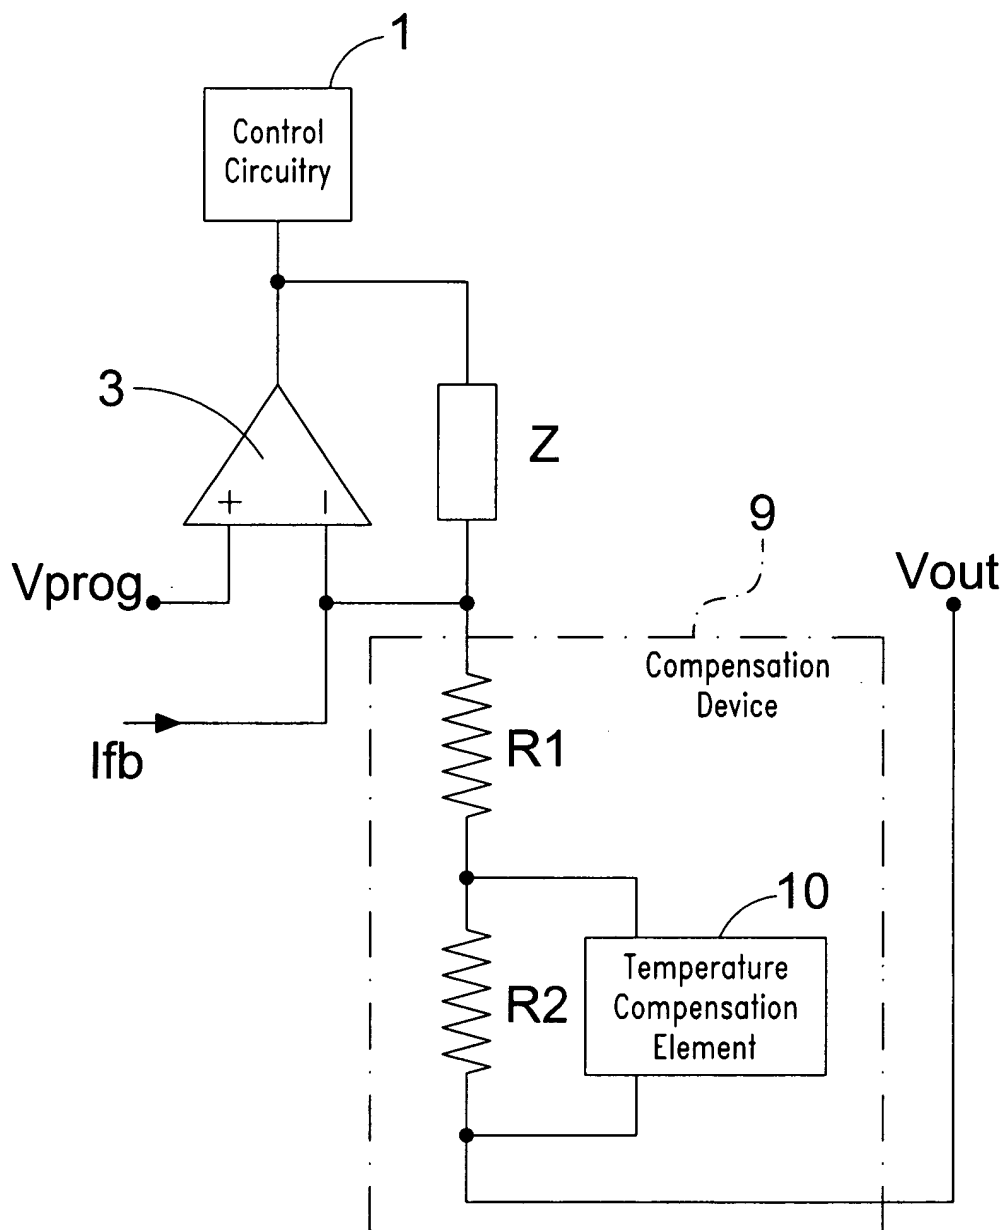 1
Control
Circuitry
3
Z
+
−
9
Vprog
Vout
Compensation
Device
R1
Ifb
10
R2
Temperature
Compensation
Element